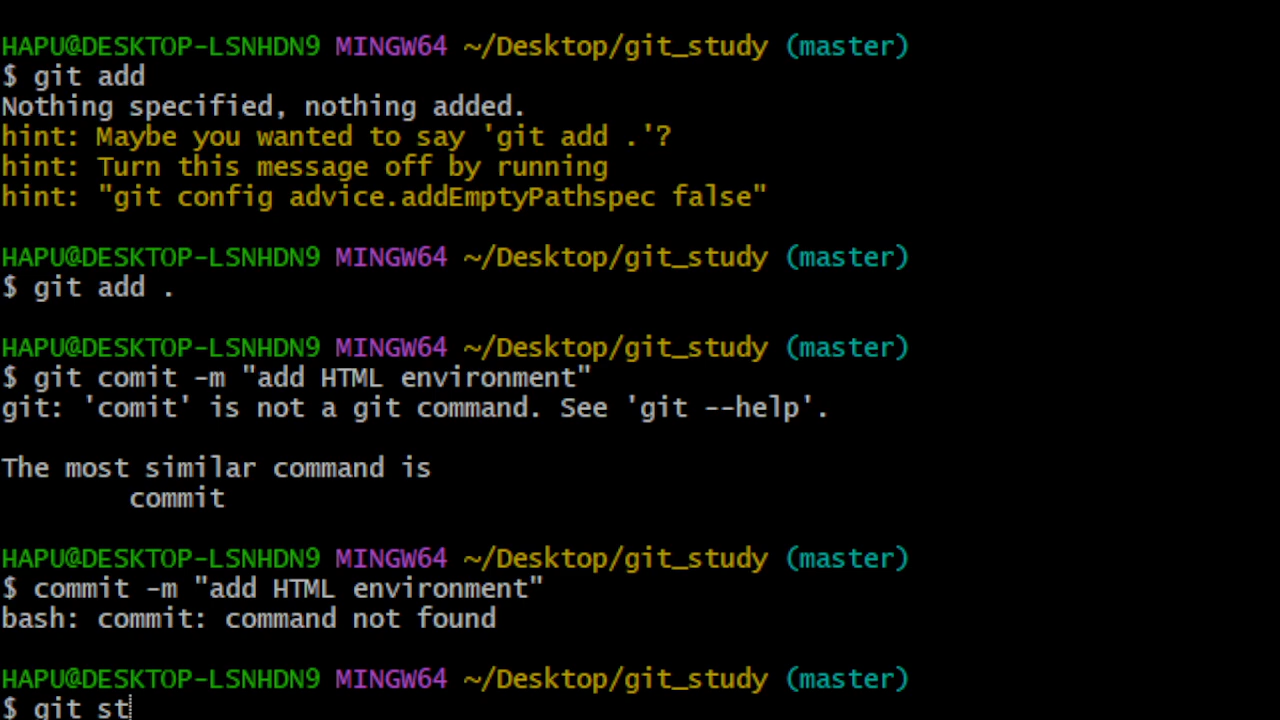 HAPU@DESKTOP-LSNHDN9 MINGW64 ~/Desktop/git_study (master)
$ git add
Nothing specified, nothing added.
hint: Maybe you wanted to say 'git add .'?
hint: Turn this message off by running
hint: "git config advice.addEmptyPathspec false"
HAPU@DESKTOP-LSNHDN9 MINGW64 ~/Desktop/git_study (master)
$ git add .
HAPU@DESKTOP-LSNHDN9 MINGW64 ~/Desktop/git_study (master)
$ git comit -m "add HTML environment"
git: 'comit' is not a git command. See 'git --help'.
The most similar command is
commit
HAPU@DESKTOP-LSNHDN9 MINGW64 ~/Desktop/git_study (master)
$ commit -m "add HTML environment"
bash: commit: command not found
HAPU@DESKTOP-LSNHDN9 MINGW64 ~/Desktop/git_study (master)
$ git st